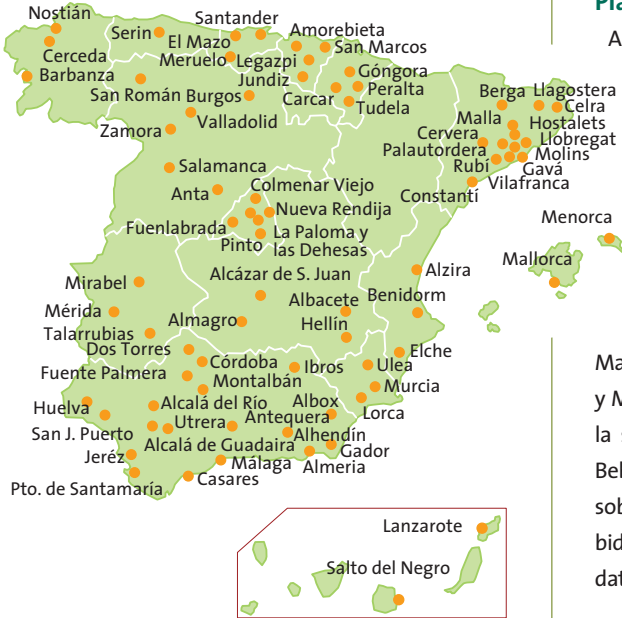 Nostián
Santander
Serin
El Mazo
Amorebieta
Cerceda
Meruelo
Legazpi
San Marcos
Barbanza
Jundiz
Góngora
San Román
Burgos
Carcar
Peralta
Tudela
Valladolid
Zamora
Berga
Llagostera
Malla
Celra
Cervera
Hostalets
Palautordera
Llobregat
Rubí
Molins
Gavá
Vilafranca
Constantí
Salamanca
Anta
Colmenar Viejo
Nueva Rendija
Fuenlabrada
Pinto
La Paloma y
las Dehesas
Menorca
Mallorca
Mirabel
Alcázar de S. Juan
Alzira
Mérida
Albacete
Benidorm
Talarrubias
Almagro
Hellín
Dos Torres
Elche
Fuente Palmera
Córdoba
Ibros
Ulea
Montalbán
Murcia
Huelva
Alcalá del Río
Albox
Lorca
San J. Puerto
Utrera
Antequera
Alcalá de Guadaira
Alhendín
Jeréz
Gador
Málaga
Almeria
Pto. de Santamaría
Casares
Lanzarote
Salto del Negro
Pla
A
Ma
y M
la s
Bel
sob
bid
dat